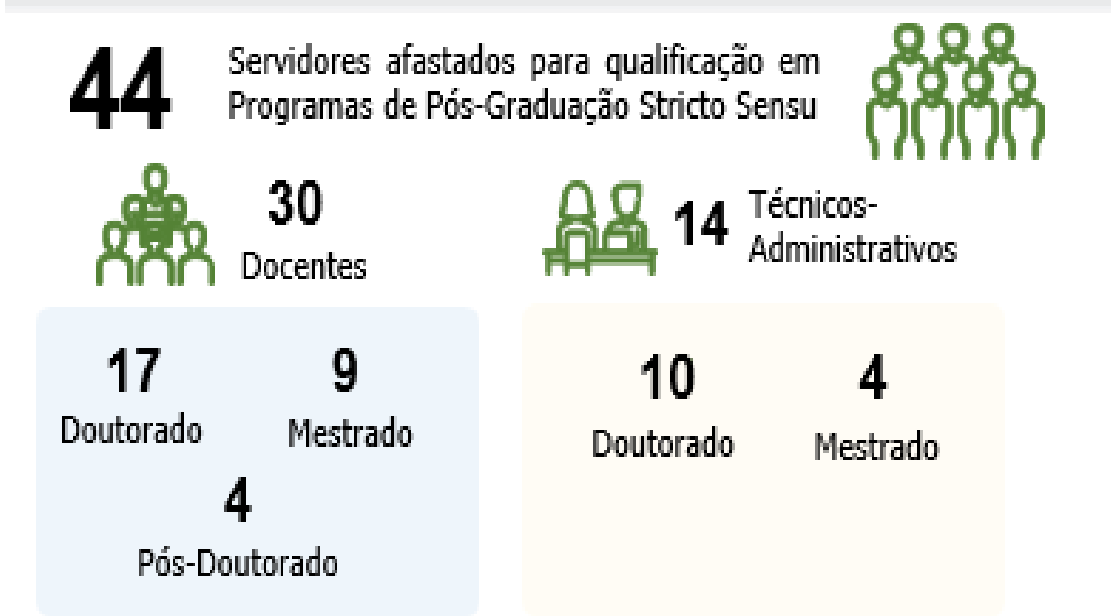 44
Servidores afastados para qualificação em
Programas de Pós-Graduação Stricto Sensu
30
Docentes
14
Técnicos-
Administrativos
17
Doutorado
9
Mestrado
4
Pós-Doutorado
10
Doutorado
4
Mestrado